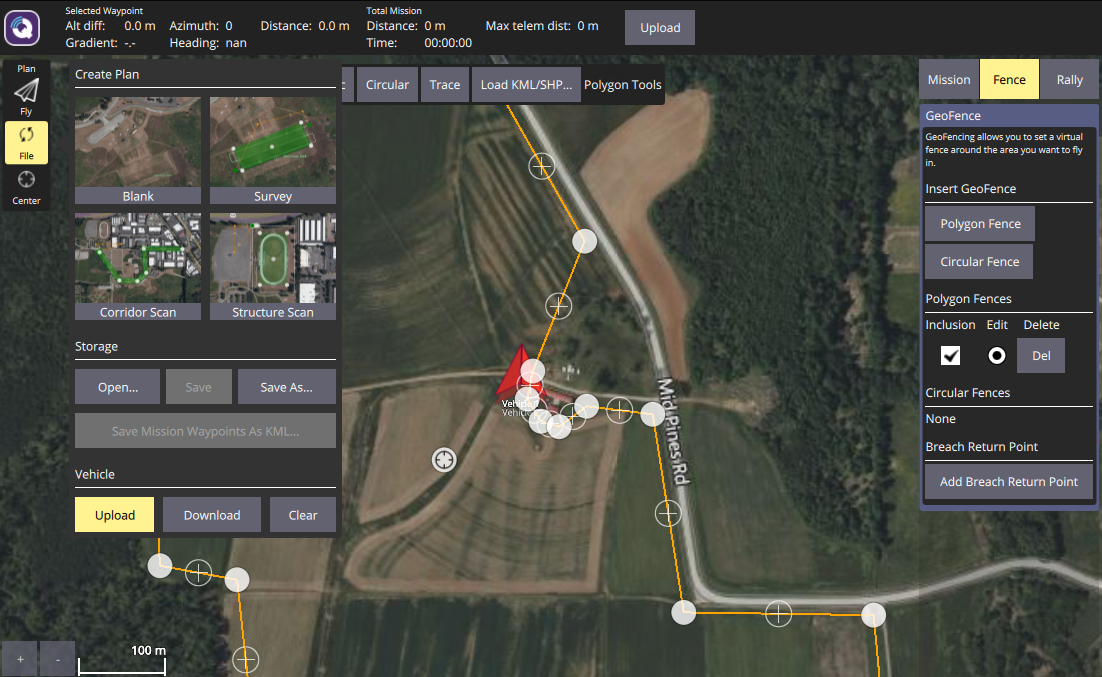 Selected Waypoint
Alt diff: 0.0 m Azimuth: 0 Distance: 0.0 m
Gradient: -.- Heading: nan
Total Mission
Distance: 0 m Max telem dist: 0 m
Time: 00:00:00
Upload
Plan
Fly
File
Center
Create Plan
Blank
Survey
Corridor Scan
Structure Scan
Storage
Open...
Save
Save As...
Save Mission Waypoints As KML...
Vehicle
Upload
Download
Clear
Circular
Trace
Load KML/SHP...
Polygon Tools
Mid Pines Rd
Mission
Fence
Rally
GeoFence
GeoFencing allows you to set a virtual
fence around the area you want to fly
in.
Insert GeoFence
Polygon Fence
Circular Fence
Polygon Fences
Inclusion Edit Delete
Del
Circular Fences
None
Breach Return Point
Add Breach Return Point
+
-
100 m